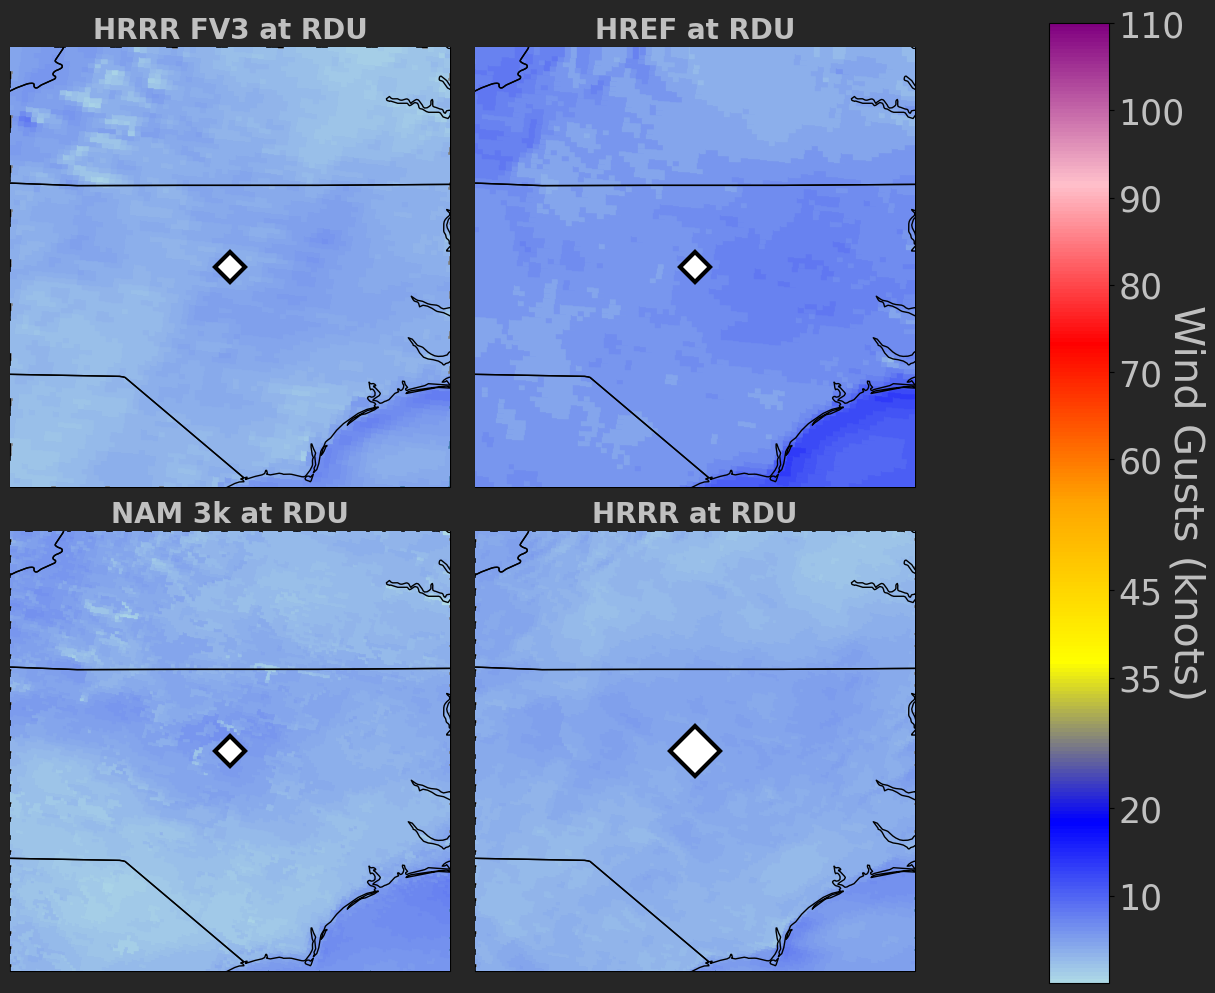 HRRR FV3 at RDU
HREF at RDU
NAM 3k at RDU
HRRR at RDU
110
100
90
80
70
60
45
35
20
10
Wind Gusts (knots)